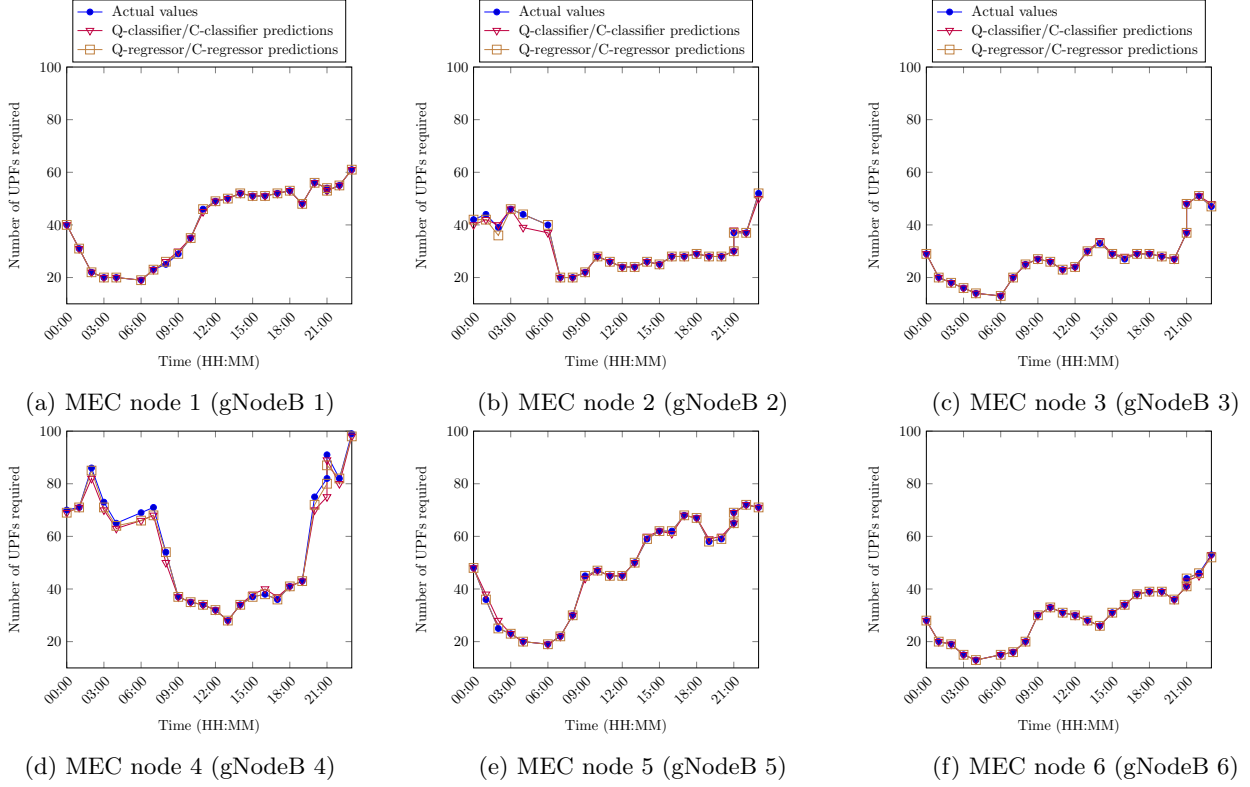 Actual values
Q-classifier/C-classifier predictions
Q-regressor/C-regressor predictions
Actual values
Q-classifier/C-classifier predictions
Q-regressor/C-regressor predictions
Actual values
Q-classifier/C-classifier predictions
Q-regressor/C-regressor predictions
Number of UPFs required
100
80
60
40
20
00:00 03:00 06:00 09:00 12:00 15:00 18:00 21:00
Time (HH:MM)
(a) MEC node 1 (gNodeB 1)
Number of UPFs required
100
80
60
40
20
00:00 03:00 06:00 09:00 12:00 15:00 18:00 21:00
Time (HH:MM)
(b) MEC node 2 (gNodeB 2)
Number of UPFs required
100
80
60
40
20
00:00 03:00 06:00 09:00 12:00 15:00 18:00 21:00
Time (HH:MM)
(c) MEC node 3 (gNodeB 3)
Number of UPFs required
100
80
60
40
20
00:00 03:00 06:00 09:00 12:00 15:00 18:00 21:00
Time (HH:MM)
(d) MEC node 4 (gNodeB 4)
Number of UPFs required
100
80
60
40
20
00:00 03:00 06:00 09:00 12:00 15:00 18:00 21:00
Time (HH:MM)
(e) MEC node 5 (gNodeB 5)
Number of UPFs required
100
80
60
40
20
00:00 03:00 06:00 09:00 12:00 15:00 18:00 21:00
Time (HH:MM)
(f) MEC node 6 (gNodeB 6)